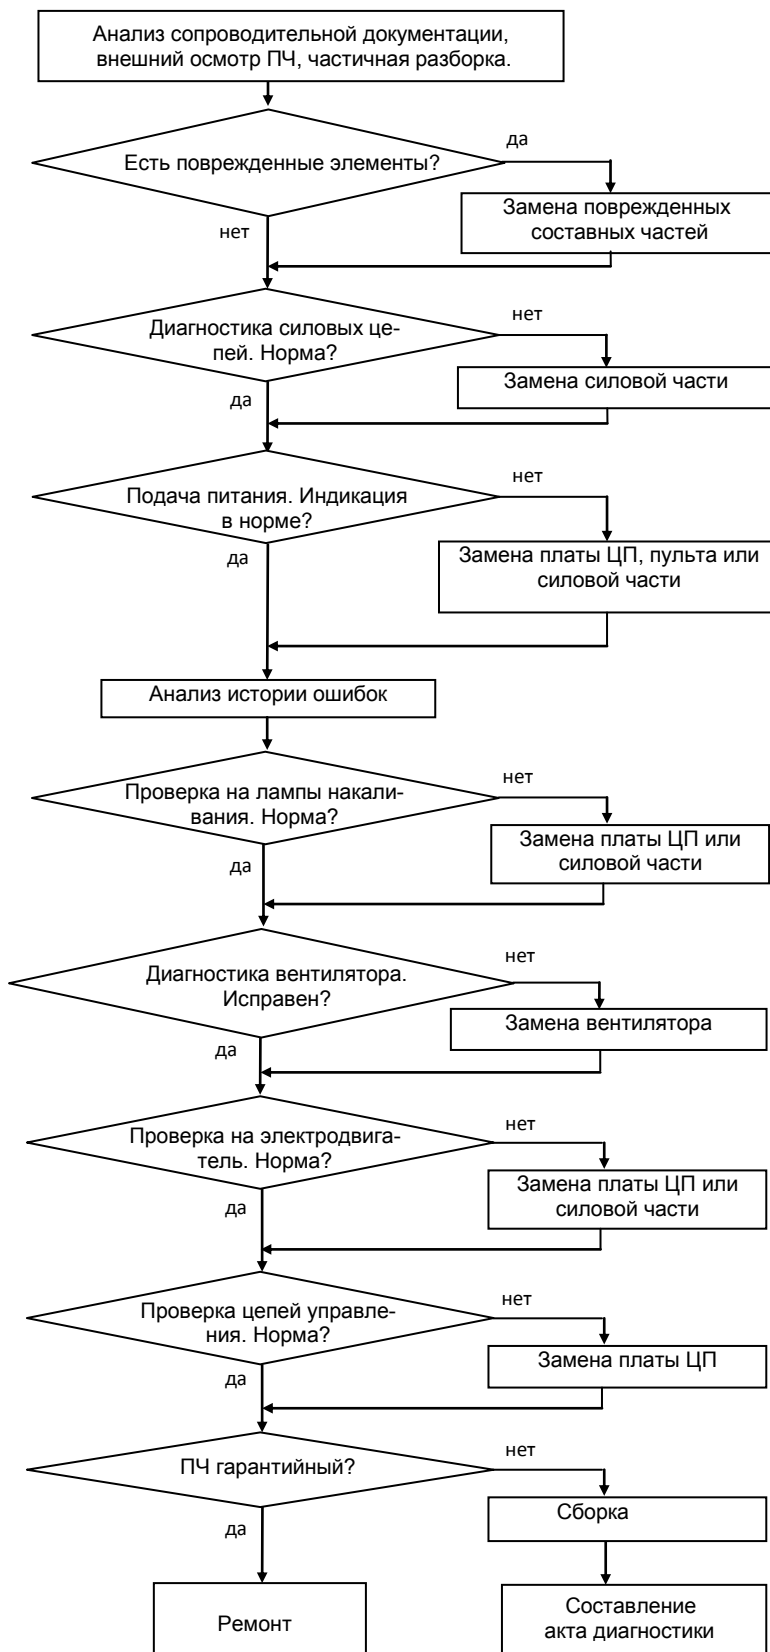 Анализ сопроводительной документации,
внешний осмотр ПЧ, частичная разборка.
да
Есть поврежденные элементы?
Замена поврежденных
составных частей
нет
нет
Диагностика силовых це-
пей. Норма?
Замена силовой части
да
нет
Подача питания. Индикация
в норме?
Замена платы ЦП, пульта или
силовой части
да
Анализ истории ошибок
нет
Проверка на лампы накали-
вания. Норма?
Замена платы ЦП или
силовой части
да
нет
Диагностика вентилятора.
Исправен?
Замена вентилятора
да
нет
Проверка на электродвига-
тель. Норма?
Замена платы ЦП или
силовой части
да
нет
Проверка цепей управле-
ния. Норма?
Замена платы ЦП
да
нет
ПЧ гарантийный?
Сборка
да
Ремонт
Составление
акта диагностики